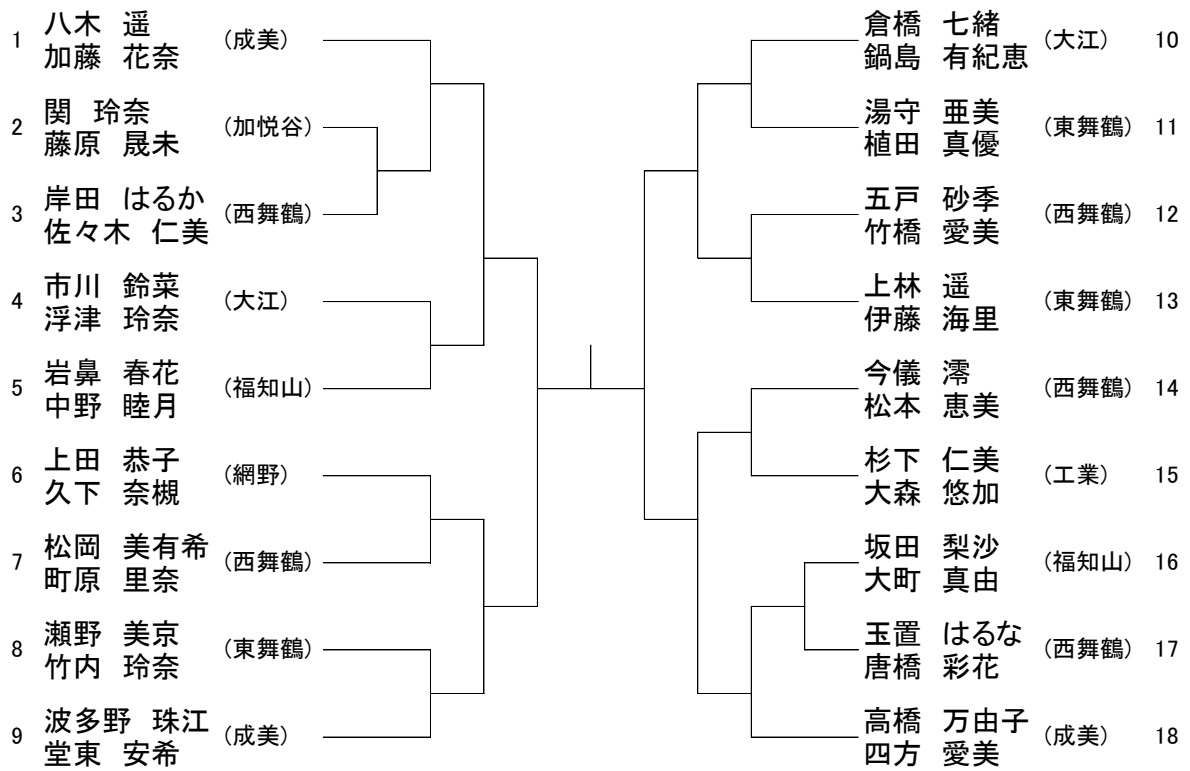 1 八木 遥 (成美)
加藤 花奈
2 関 玲奈 (加悦谷)
藤原 晟未
3 岸田 はるか (西舞鶴)
佐々木 仁美
4 市川 鈴菜 (大江)
浮津 玲奈
5 岩鼻 春花 (福知山)
中野 睦月
6 上田 恭子 (網野)
久下 奈槻
7 松岡 美有希 (西舞鶴)
町原 里奈
8 瀬野 美京 (東舞鶴)
竹内 玲奈
9 波多野 珠江 (成美)
堂東 安希
倉橋 七緒 (大江) 10
鍋島 有紀恵
湯守 亜美 (東舞鶴) 11
植田 真優
五戸 砂季 (西舞鶴) 12
竹橋 愛美
上林 遥 (東舞鶴) 13
伊藤 海里
今儀 澪 (西舞鶴) 14
松本 恵美
杉下 仁美 (工業) 15
大森 悠加
坂田 梨沙 (福知山) 16
大町 真由
玉置 はるな (西舞鶴) 17
唐橋 彩花
高橋 万由子 (成美) 18
四方 愛美